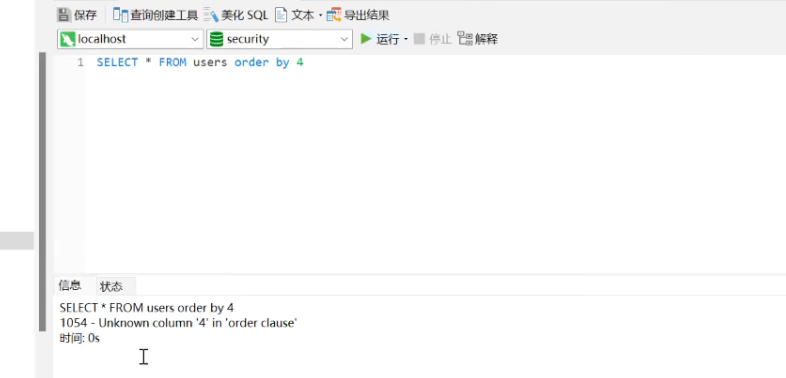 保存 查询创建工具 美化 SQL 文本 · 导出结果
localhost security 运行 · 停止 解释
1 SELECT * FROM users order by 4
信息 状态
SELECT * FROM users order by 4
1054 - Unknown column '4' in 'order clause'
时间: 0s